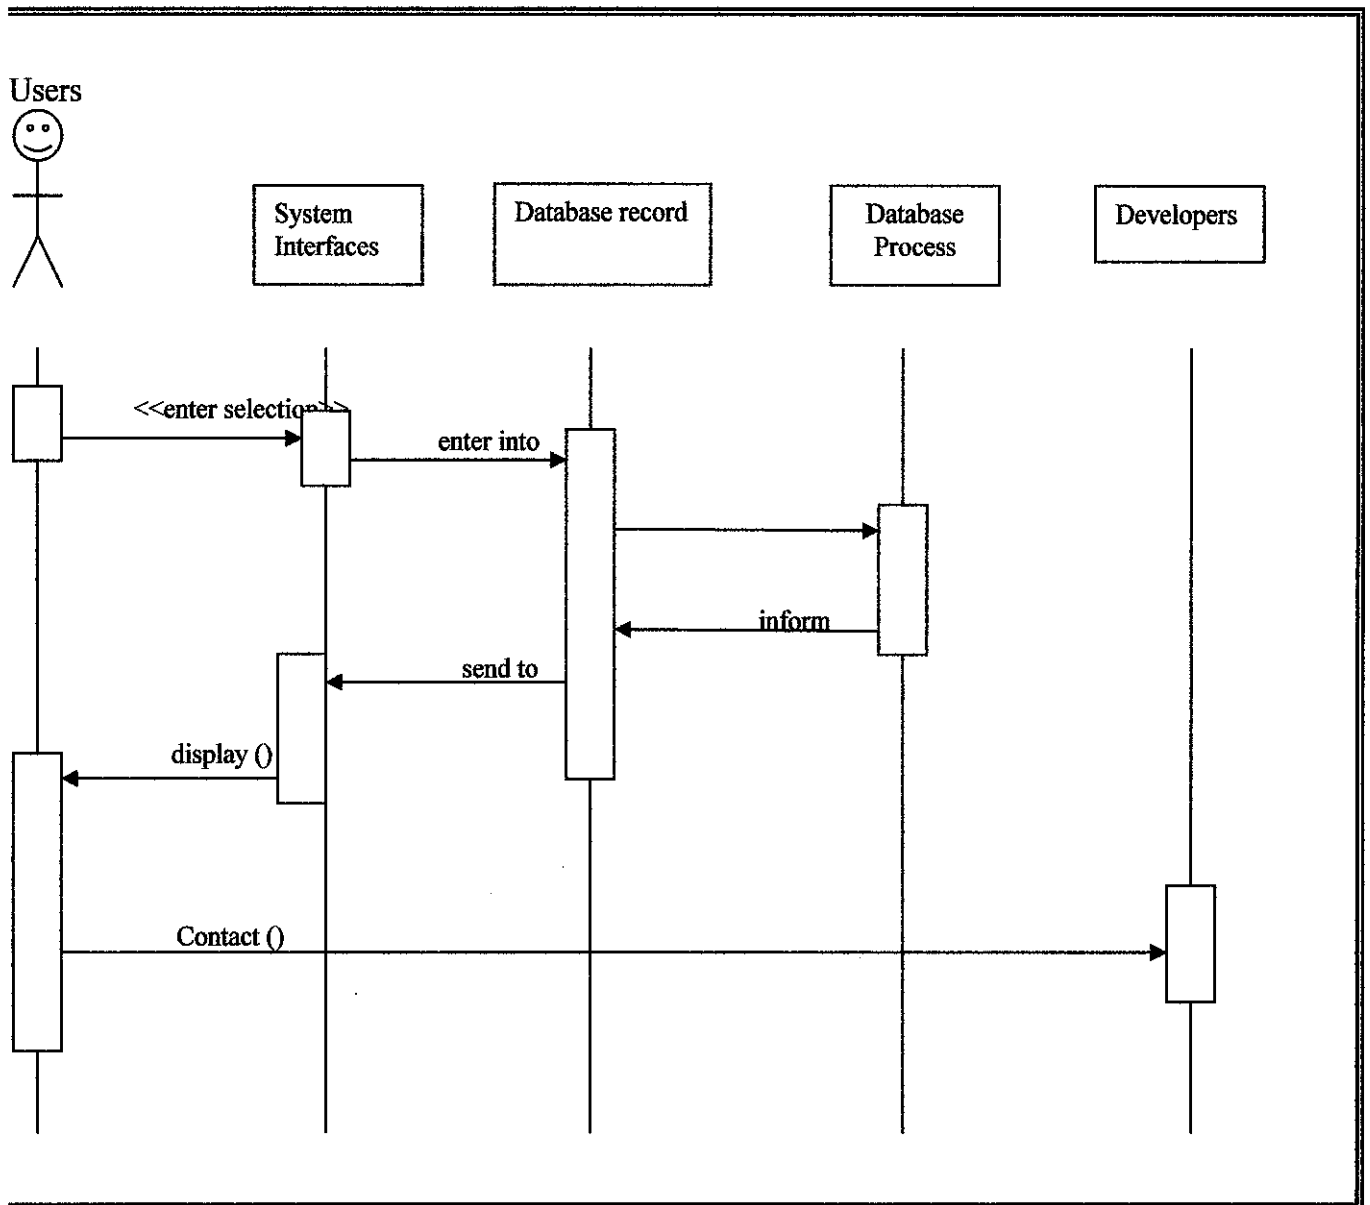 Users
System
Interfaces
Database record
Database
Process
Developers
<<enter selection>>
enter into
inform
send to
display ()
Contact ()